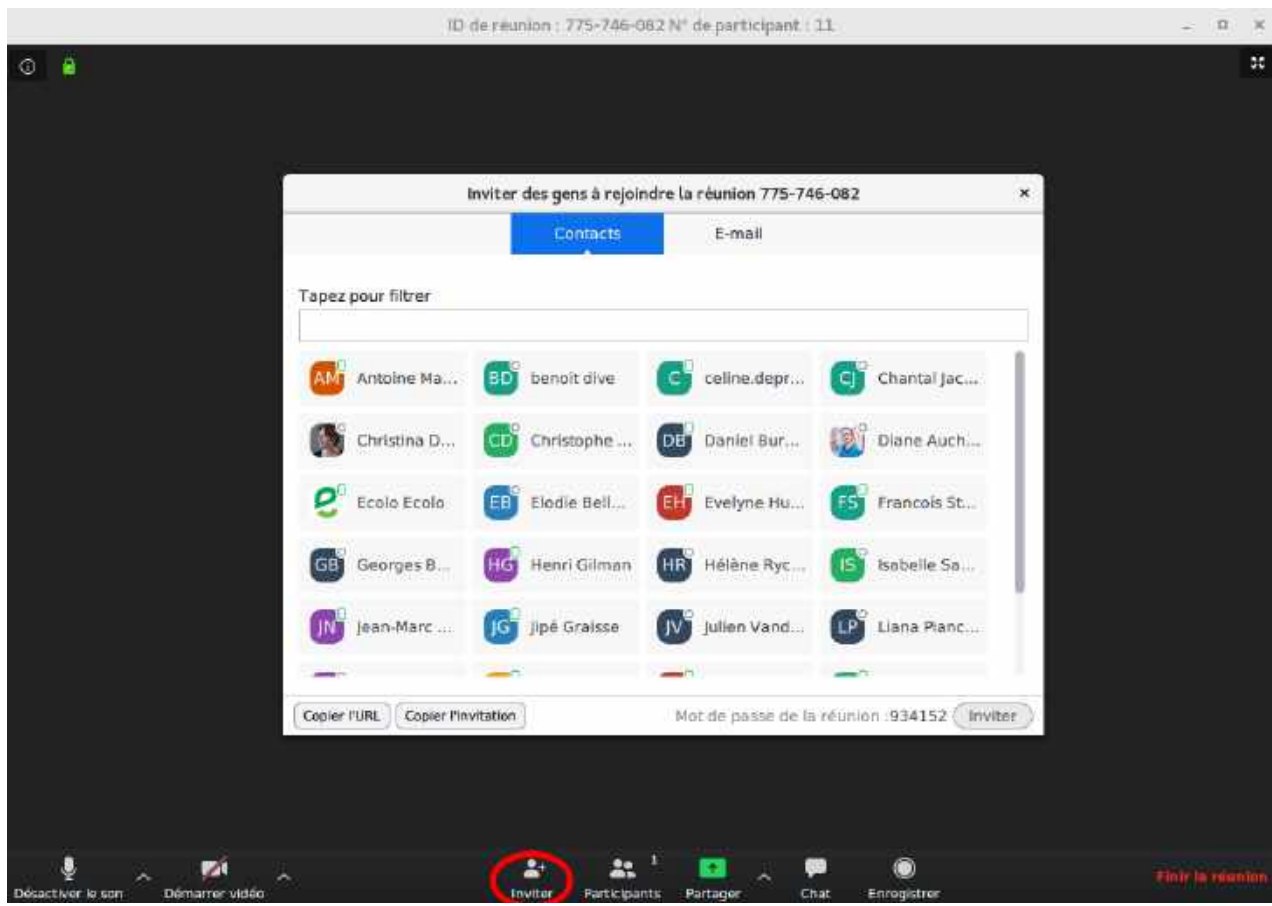 ID de réunion : 775-746-082 N° de participant : 11
Inviter des gens à rejoindre la réunion 775-746-082
Contacts E-mail
Tapez pour filtrer
AM Antoine Ma... BD benoit dive C celine.depr... CJ Chantal Jac...
Christina D... CD Christophe ... DB Daniel Bur... Diane Auch...
Ecolo Ecolo EB Elodie Bell... EH Evelyne Hu... FS Francois St...
GB Georges B... HG Henri Gilman HR Hélène Ryc... IS Isabelle Sa...
JN Jean-Marc ... JG Jipé Graisse JV Julien Vand... LP Liana Pianc...
Copier l'URL Copier l'invitation Mot de passe de la réunion :934152 Inviter
1
Désactiver le son Démarrer vidéo Inviter Participants Partager Chat Enregistrer Finir la réunion